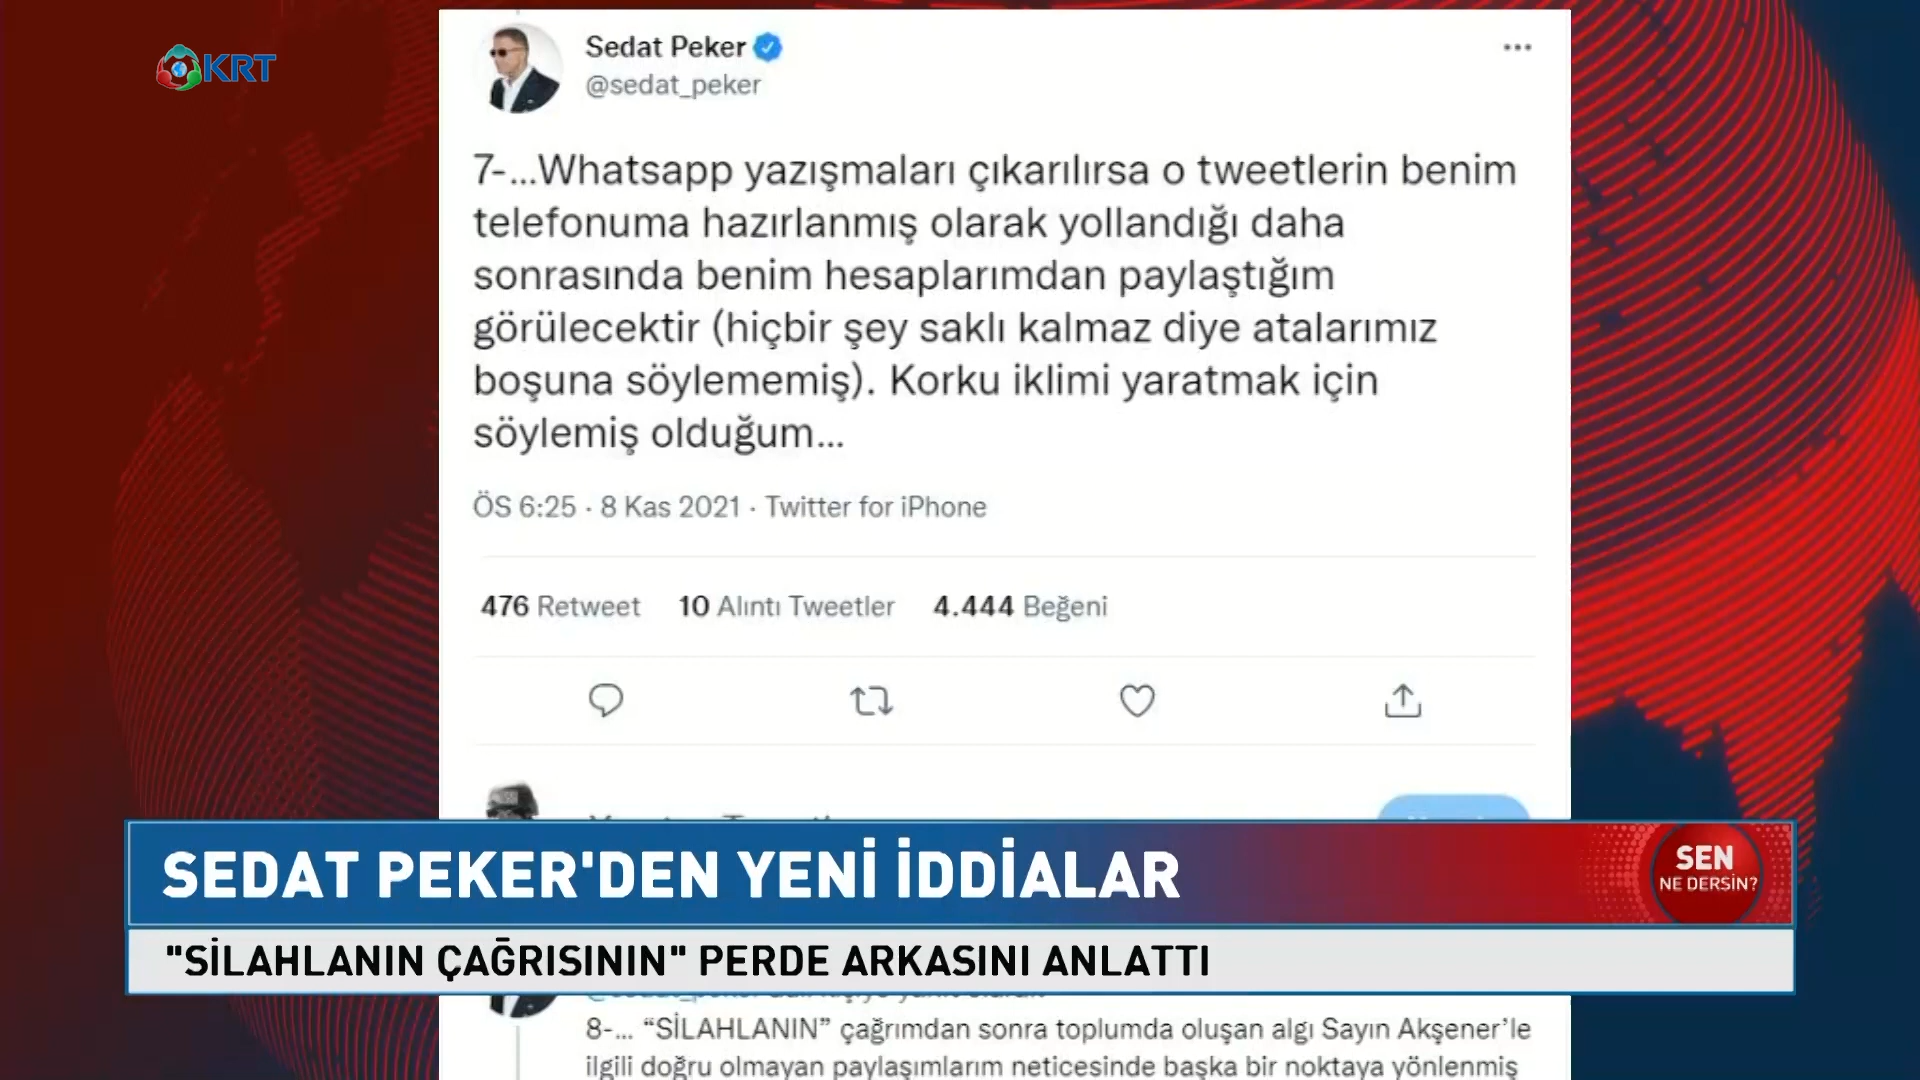 KRT
Sedat Peker
@sedat_peker
7-...Whatsapp yazışmaları çıkarılırsa o tweetlerin benim
telefonuma hazırlanmış olarak yollandığı daha
sonrasında benim hesaplarımdan paylaştığım
görülecektir (hiçbir şey saklı kalmaz diye atalarımız
boşuna söylememiş). Korku iklimi yaratmak için
söylemiş olduğum...
ÖS 6:25 · 8 Kas 2021 · Twitter for iPhone
476 Retweet 10 Alıntı Tweetler 4.444 Beğeni
SEDAT PEKER'DEN YENİ İDDİALAR
SEN
NE DERSİN?
"SİLAHLANIN ÇAĞRISININ" PERDE ARKASINI ANLATTI
8-... “SİLAHLANIN” çağrımdan sonra toplumda oluşan algı Sayın Akşener’le
ilgili doğru olmayan paylaşımlarım neticesinde başka bir noktaya yönlenmiş